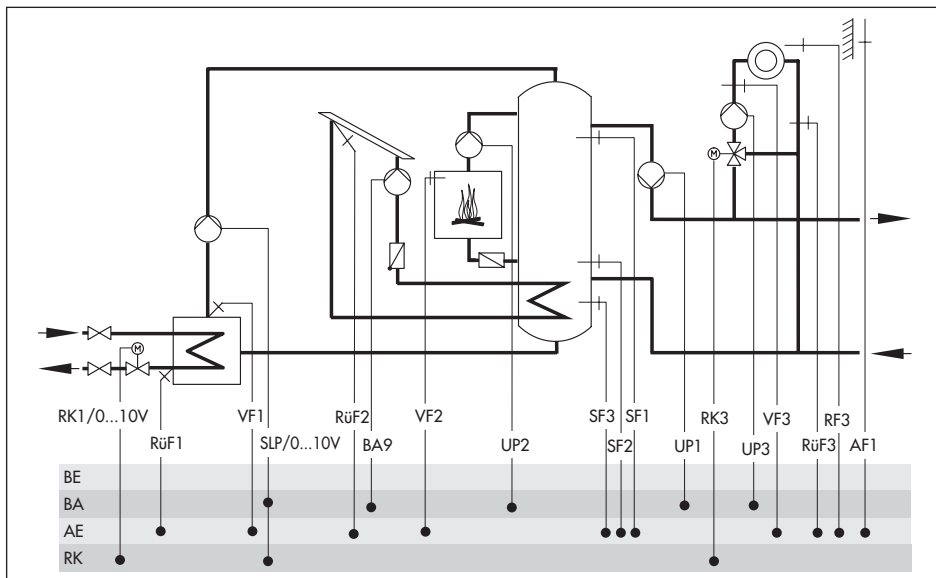 M
M
RK1/0...10V
VF1
RüF2
VF2
SF3
SF1
RK3
VF3
RF3
RüF1
SLP/0...10V
BA9
UP2
SF2
UP1
UP3
RüF3
AF1
BE
BA
AE
RK